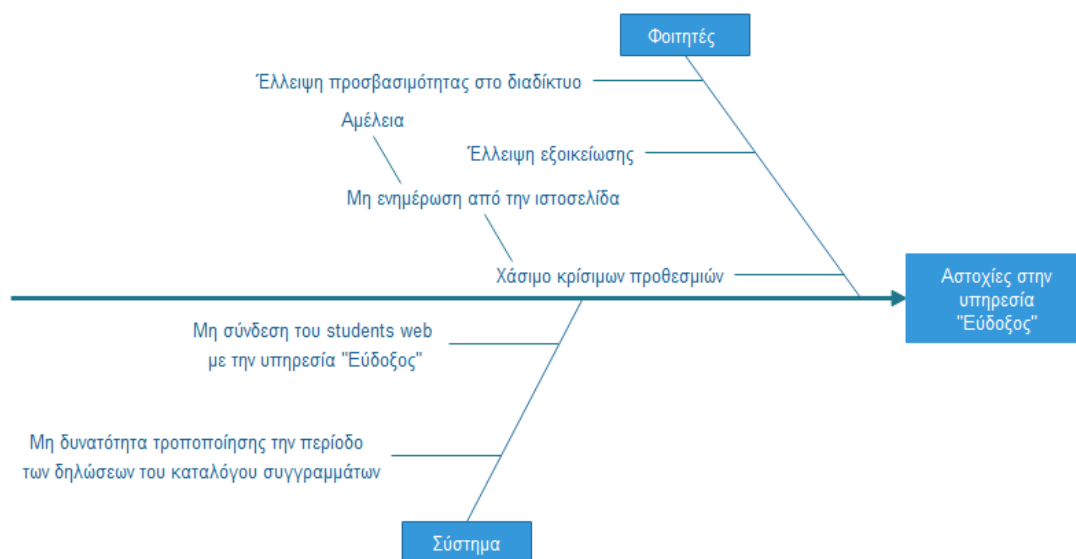 Φοιτητές
Έλλειψη προσβασιμότητας στο διαδίκτυο
Αμέλεια
Έλλειψη εξοικείωσης
Μη ενημέρωση από την ιστοσελίδα
Χάσιμο κρίσιμων προθεσμιών
Αστοχίες στην
υπηρεσία
"Εύδοξος"
Μη σύνδεση του students web
με την υπηρεσία "Εύδοξος"
Μη δυνατότητα τροποποίησης την περίοδο
των δηλώσεων του καταλόγου συγγραμμάτων
Σύστημα